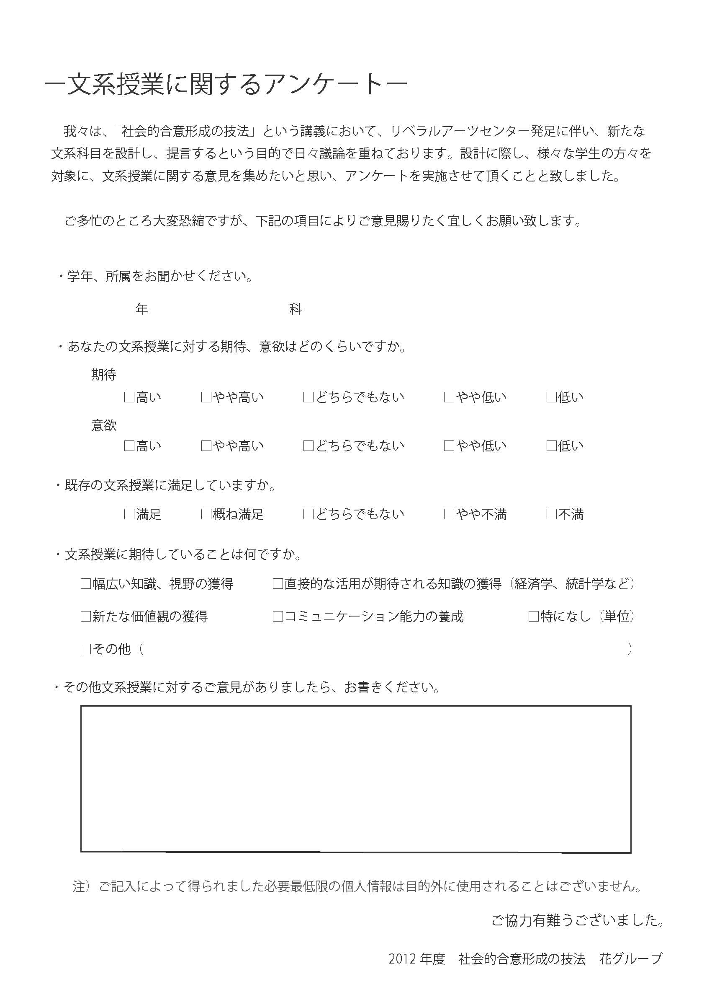 ー文系授業に関するアンケートー
我々は、「社会的合意形成の技法」という講義において、リベラルアーツセンター発足に伴い、新たな
文系科目を設計し、提言するという目的で日々議論を重ねております。設計に際し、様々な学生の方々を
対象に、文系授業に関する意見を集めたいと思い、アンケートを実施させて頂くことと致しました。
ご多忙のところ大変恐縮ですが、下記の項目によりご意見賜りたく宜しくお願い致します。
・学年、所属をお聞かせください。
年 科
・あなたの文系授業に対する期待、意欲はどのくらいですか。
期待
□高い □やや高い □どちらでもない □やや低い □低い
意欲
□高い □やや高い □どちらでもない □やや低い □低い
・既存の文系授業に満足していますか。
□満足 □概ね満足 □どちらでもない □やや不満 □不満
・文系授業に期待していることは何ですか。
□幅広い知識、視野の獲得 □直接的な活用が期待される知識の獲得（経済学、統計学など）
□新たな価値観の獲得 □コミュニケーション能力の養成 □特になし（単位）
□その他（ ）
・その他文系授業に対するご意見がありましたら、お書きください。
注）ご記入によって得られました必要最低限の個人情報は目的外に使用されることはございません。
ご協力有難うございました。
2012 年度 社会的合意形成の技法 花グループ